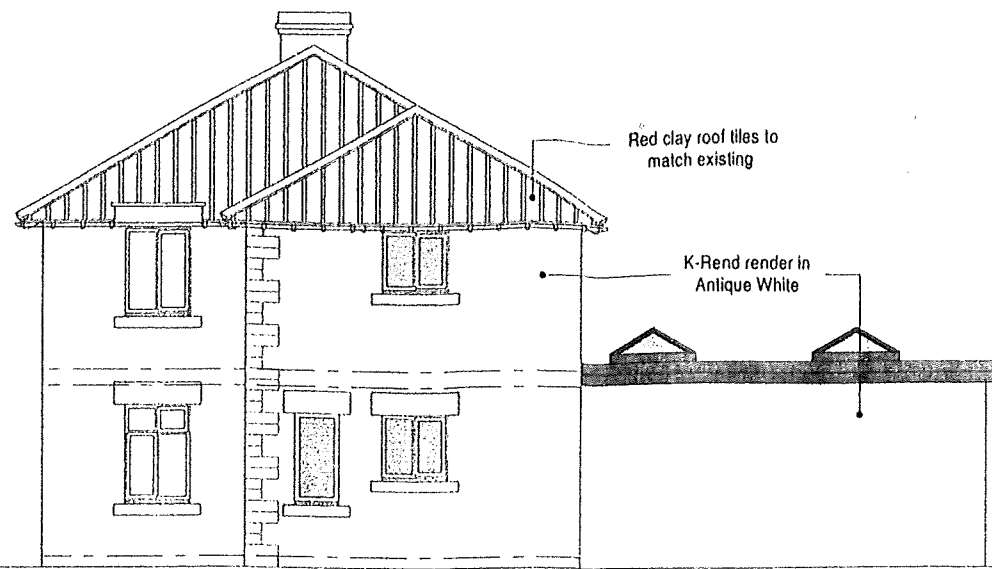 Red clay roof tiles to
match existing
K-Rend render in
Antique White